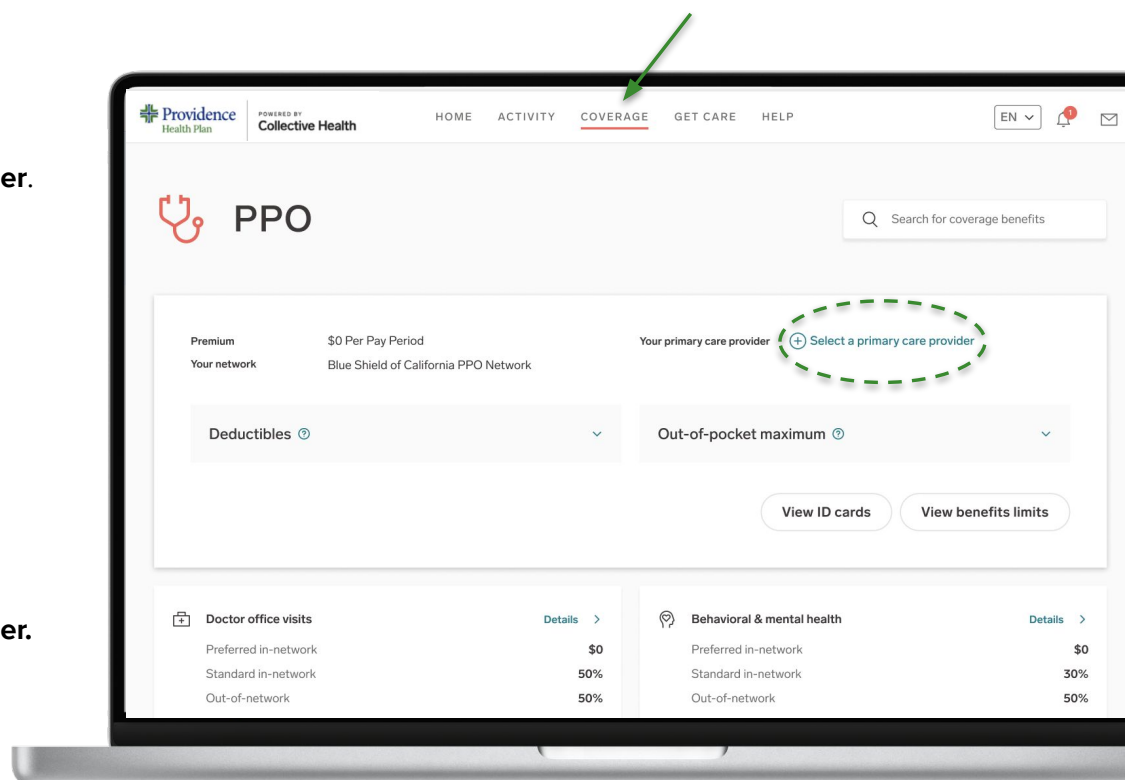 er.
er.
Providence
Health Plan
POWERED BY
Collective Health
HOME ACTIVITY COVERAGE GET CARE HELP
EN
1
PPO
Search for coverage benefits
Premium $0 Per Pay Period
Your network Blue Shield of California PPO Network
Your primary care provider Select a primary care provider
Deductibles ?
Out-of-pocket maximum ?
View ID cards View benefits limits
Doctor office visits Details >
Preferred in-network $0
Standard in-network 50%
Out-of-network 50%
Behavioral & mental health Details >
Preferred in-network $0
Standard in-network 30%
Out-of-network 50%